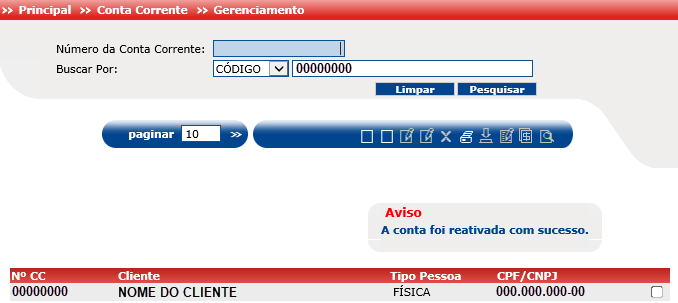 >> Principal >> Conta Corrente >> Gerenciamento
Número da Conta Corrente:
Buscar Por: CÓDIGO 00000000
Limpar Pesquisar
paginar 10 >>
Aviso
A conta foi reativada com sucesso.
Nº CC Cliente Tipo Pessoa CPF/CNPJ
00000000 NOME DO CLIENTE FÍSICA 000.000.000-00